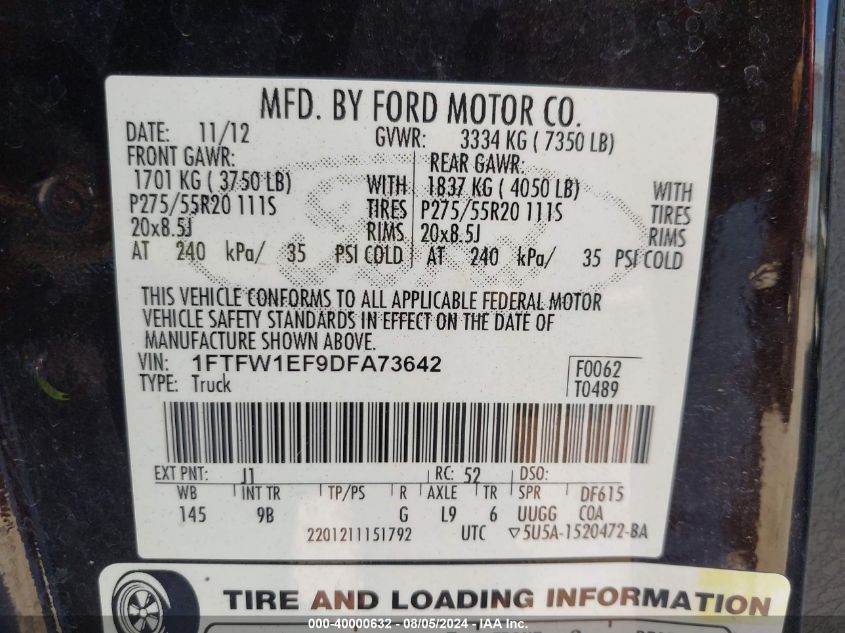 MFD. BY FORD MOTOR CO.
DATE: 11/12 GVWR: 3334 KG ( 7350 LB)
FRONT GAWR: REAR GAWR:
1701 KG ( 3750 LB) WITH 1837 KG ( 4050 LB) WITH
P275/55R20 111S TIRES P275/55R20 111S TIRES
20x8.5J RIMS 20x8.5J RIMS
AT 240 kPa/ 35 PSI COLD AT 240 kPa/ 35 PSI COLD
THIS VEHICLE CONFORMS TO ALL APPLICABLE FEDERAL MOTOR
VEHICLE SAFETY STANDARDS IN EFFECT ON THE DATE OF
MANUFACTURE SHOWN ABOVE.
VIN: 1FTFW1EF9DFA73642 F0062
TYPE: Truck T0489
EXT PNT: J1 RC: 52 DSO:
WB INT TR TP/PS R AXLE TR SPR DF615
145 9B G L9 6 UUGG COA
2201211151792 UTC ▽5U5A-1520472-BA
TIRE AND LOADING INFORMATION
000-40000632 - 08/05/2024 - IAA Inc.